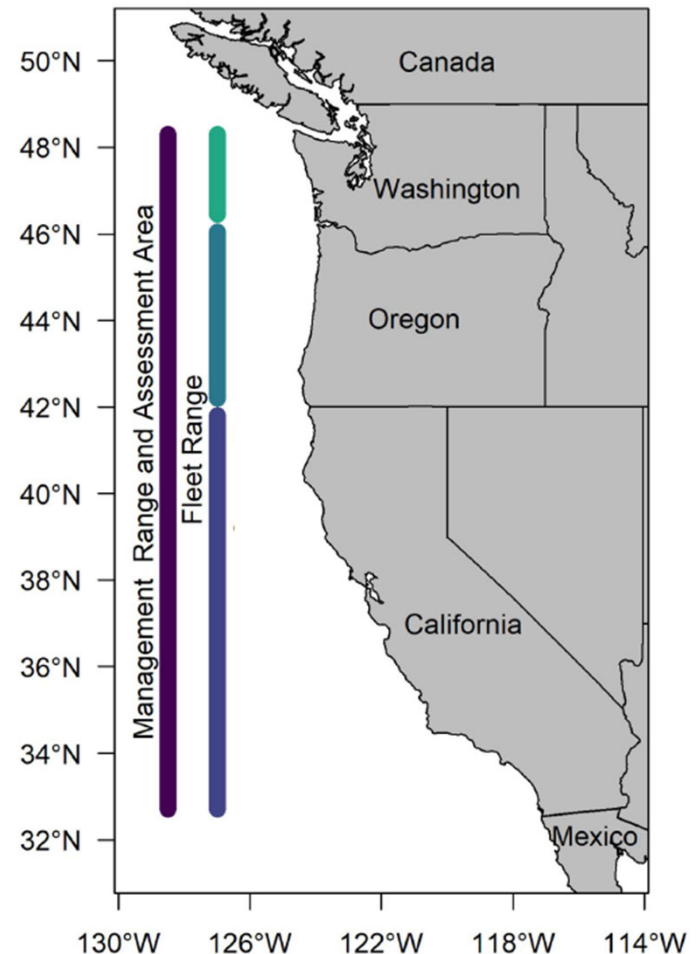 50°N
48°N
46°N
44°N
42°N
40°N
38°N
36°N
34°N
32°N
Management Range and Assessment Area
Fleet Range
Canada
Washington
Oregon
California
Mexico
130°W 126°W 122°W 118°W 114°W